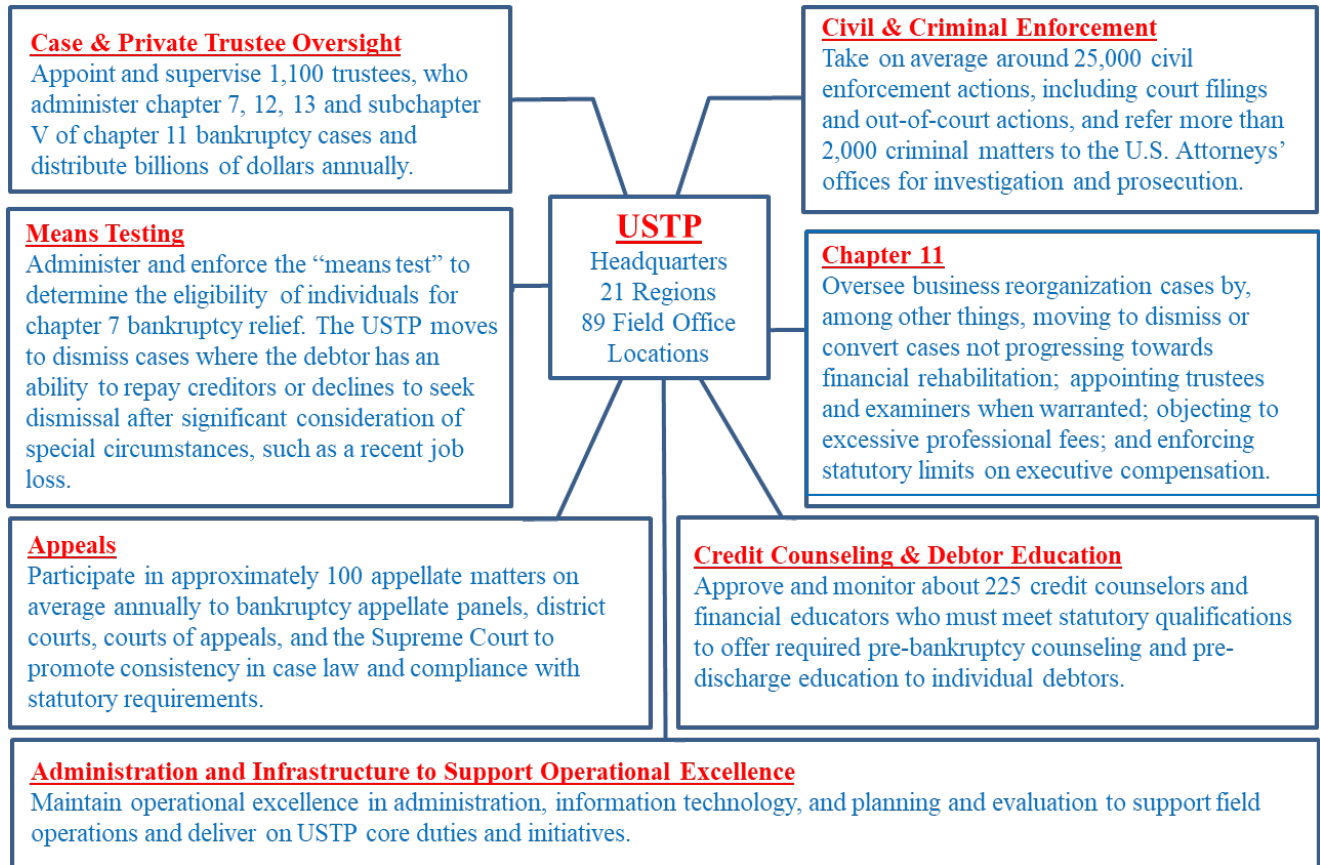 Case & Private Trustee Oversight
Appoint and supervise 1,100 trustees, who
administer chapter 7, 12, 13 and subchapter
V of chapter 11 bankruptcy cases and
distribute billions of dollars annually.
Civil & Criminal Enforcement
Take on average around 25,000 civil
enforcement actions, including court filings
and out-of-court actions, and refer more than
2,000 criminal matters to the U.S. Attorneys’
offices for investigation and prosecution.
USTP
Headquarters
21 Regions
89 Field Office
Locations
Means Testing
Administer and enforce the “means test” to
determine the eligibility of individuals for
chapter 7 bankruptcy relief. The USTP moves
to dismiss cases where the debtor has an
ability to repay creditors or declines to seek
dismissal after significant consideration of
special circumstances, such as a recent job
loss.
Chapter 11
Oversee business reorganization cases by,
among other things, moving to dismiss or
convert cases not progressing towards
financial rehabilitation; appointing trustees
and examiners when warranted; objecting to
excessive professional fees; and enforcing
statutory limits on executive compensation.
Appeals
Participate in approximately 100 appellate matters on
average annually to bankruptcy appellate panels, district
courts, courts of appeals, and the Supreme Court to
promote consistency in case law and compliance with
statutory requirements.
Credit Counseling & Debtor Education
Approve and monitor about 225 credit counselors and
financial educators who must meet statutory qualifications
to offer required pre-bankruptcy counseling and pre-
discharge education to individual debtors.
Administration and Infrastructure to Support Operational Excellence
Maintain operational excellence in administration, information technology, and planning and evaluation to support field
operations and deliver on USTP core duties and initiatives.